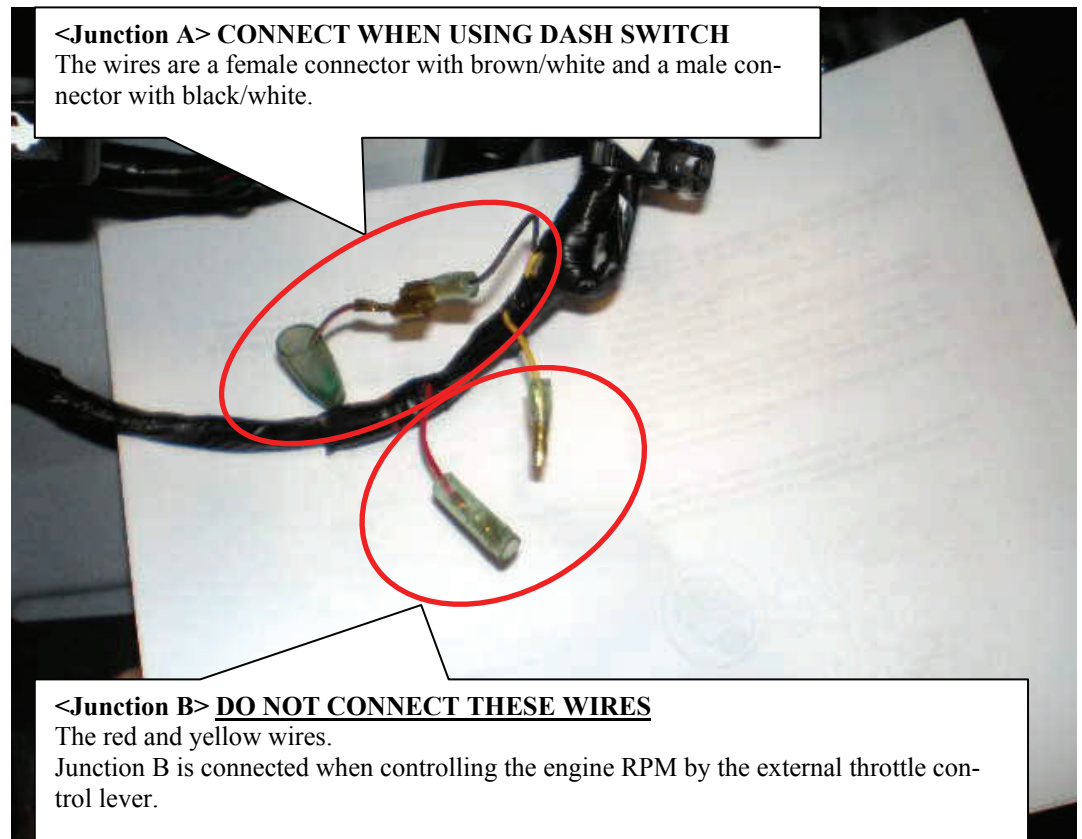 <Junction A> CONNECT WHEN USING DASH SWITCH
The wires are a female connector with brown/white and a male con-
nector with black/white.
<Junction B> DO NOT CONNECT THESE WIRES
The red and yellow wires.
Junction B is connected when controlling the engine RPM by the external throttle con-
trol lever.